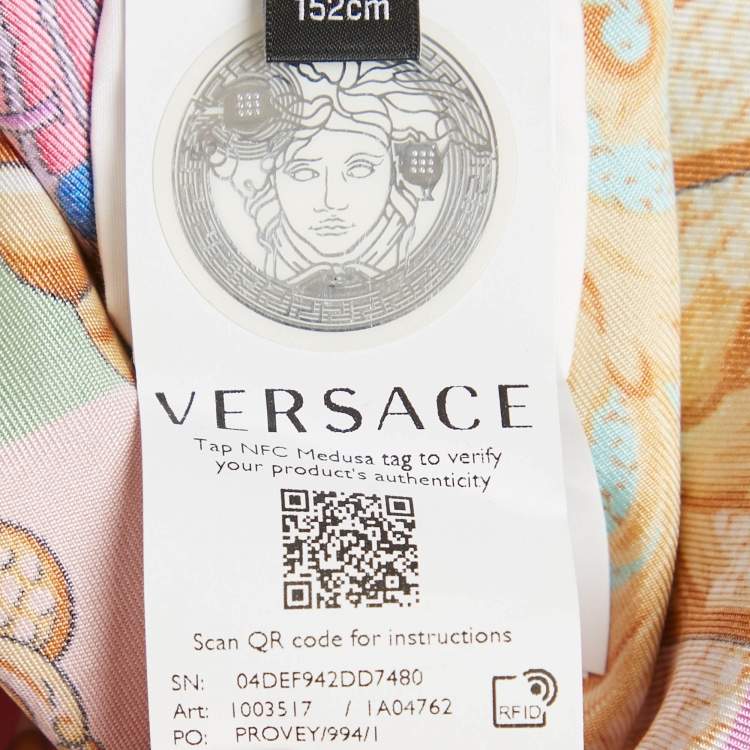 152cm
VERSACE
Tap NFC Medusa tag to verify
your product's authenticity
Scan QR code for instructions
SN: 04DEF942DD7480
Art: 1003517 / 1A04762
PO: PROVEY/994/1
RFID